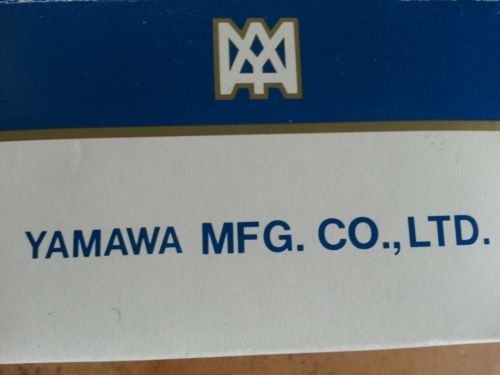 YAMAWA MFG. CO., LTD.